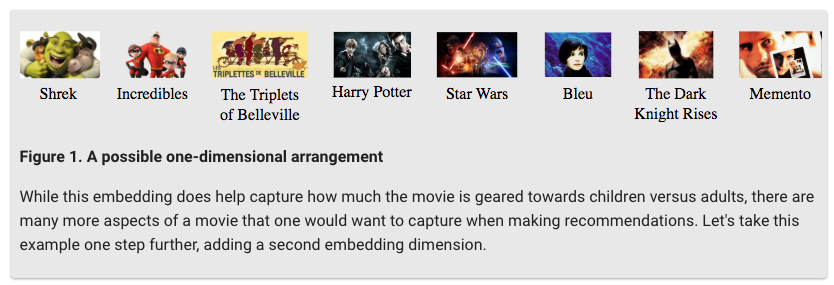 LES
TRIPLETTES DE BELLEVILLE
Shrek
Incredibles
The Triplets
of Belleville
Harry Potter
Star Wars
Bleu
The Dark
Knight Rises
Memento
Figure 1. A possible one-dimensional arrangement
While this embedding does help capture how much the movie is geared towards children versus adults, there are
many more aspects of a movie that one would want to capture when making recommendations. Let's take this
example one step further, adding a second embedding dimension.